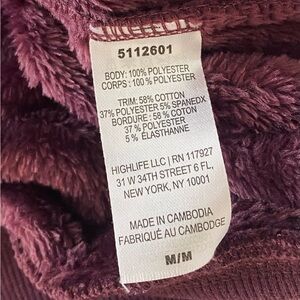 5112601
BODY: 100% POLYESTER
CORPS: 100 % POLYESTER
TRIM: 58% COTTON
37% POLYESTER 5% SPANEDX
BORDURE : 58 % COTON
37 % POLYESTER
5 % ÉLASTHANNE
HIGHLIFE LLC | RN 117927
31 W 34TH STREET 6 FL,
NEW YORK, NY 10001
MADE IN CAMBODIA
FABRIQUÉ AU CAMBODGE
M/M